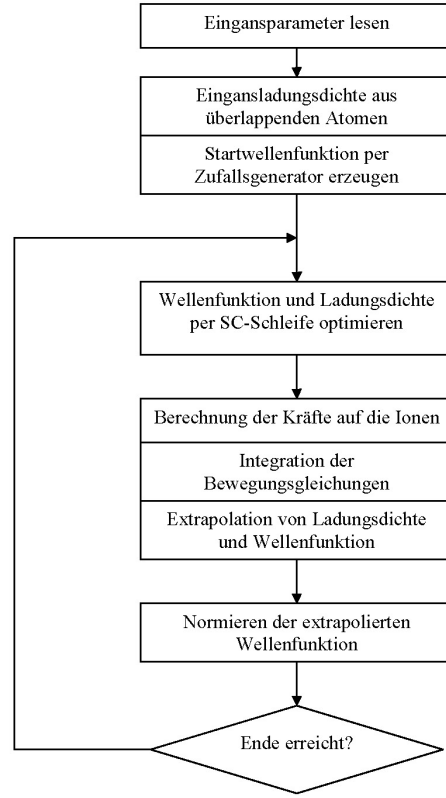 Eingansparameter lesen
Eingansladungsdichte aus
überlappenden Atomen
Startwellenfunktion per
Zufallsgenerator erzeugen
Wellenfunktion und Ladungsdichte
per SC-Schleife optimieren
Berechnung der Kräfte auf die Ionen
Integration der
Bewegungsgleichungen
Extrapolation von Ladungsdichte
und Wellenfunktion
Normieren der extrapolierten
Wellenfunktion
Ende erreicht?